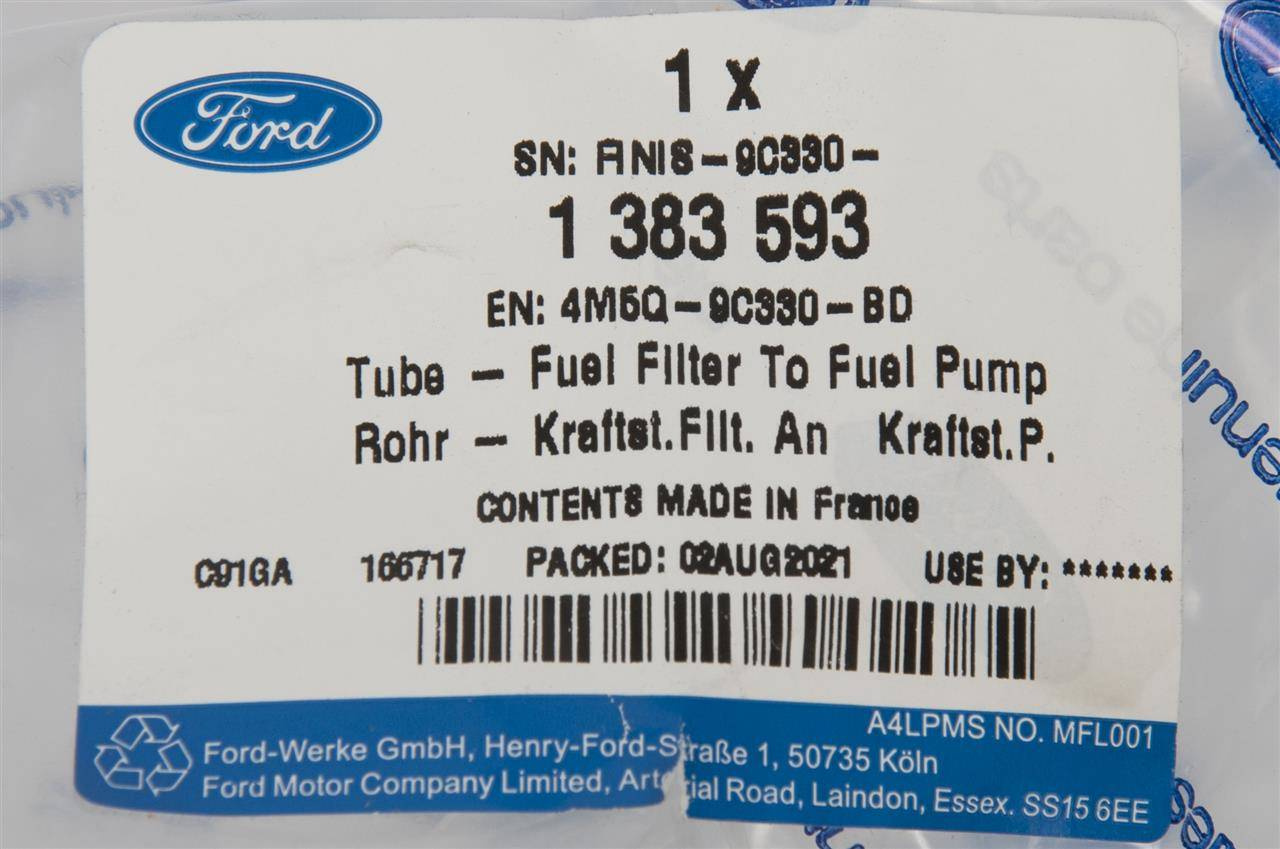 Ford
1 x
SN: FINIS-9C330-
1 383 593
EN: 4M5Q-9C330-BD
Tube - Fuel Filter To Fuel Pump
Rohr - Kraftst.Filt. An Kraftst.P.
CONTENTS MADE IN France
C91GA 166717 PACKED: 02AUG2021 USE BY: *******
A4LPMS NO. MFL001
Ford-Werke GmbH, Henry-Ford-Straße 1, 50735 Köln
Ford Motor Company Limited, Arterial Road, Laindon, Essex. SS15 6EE